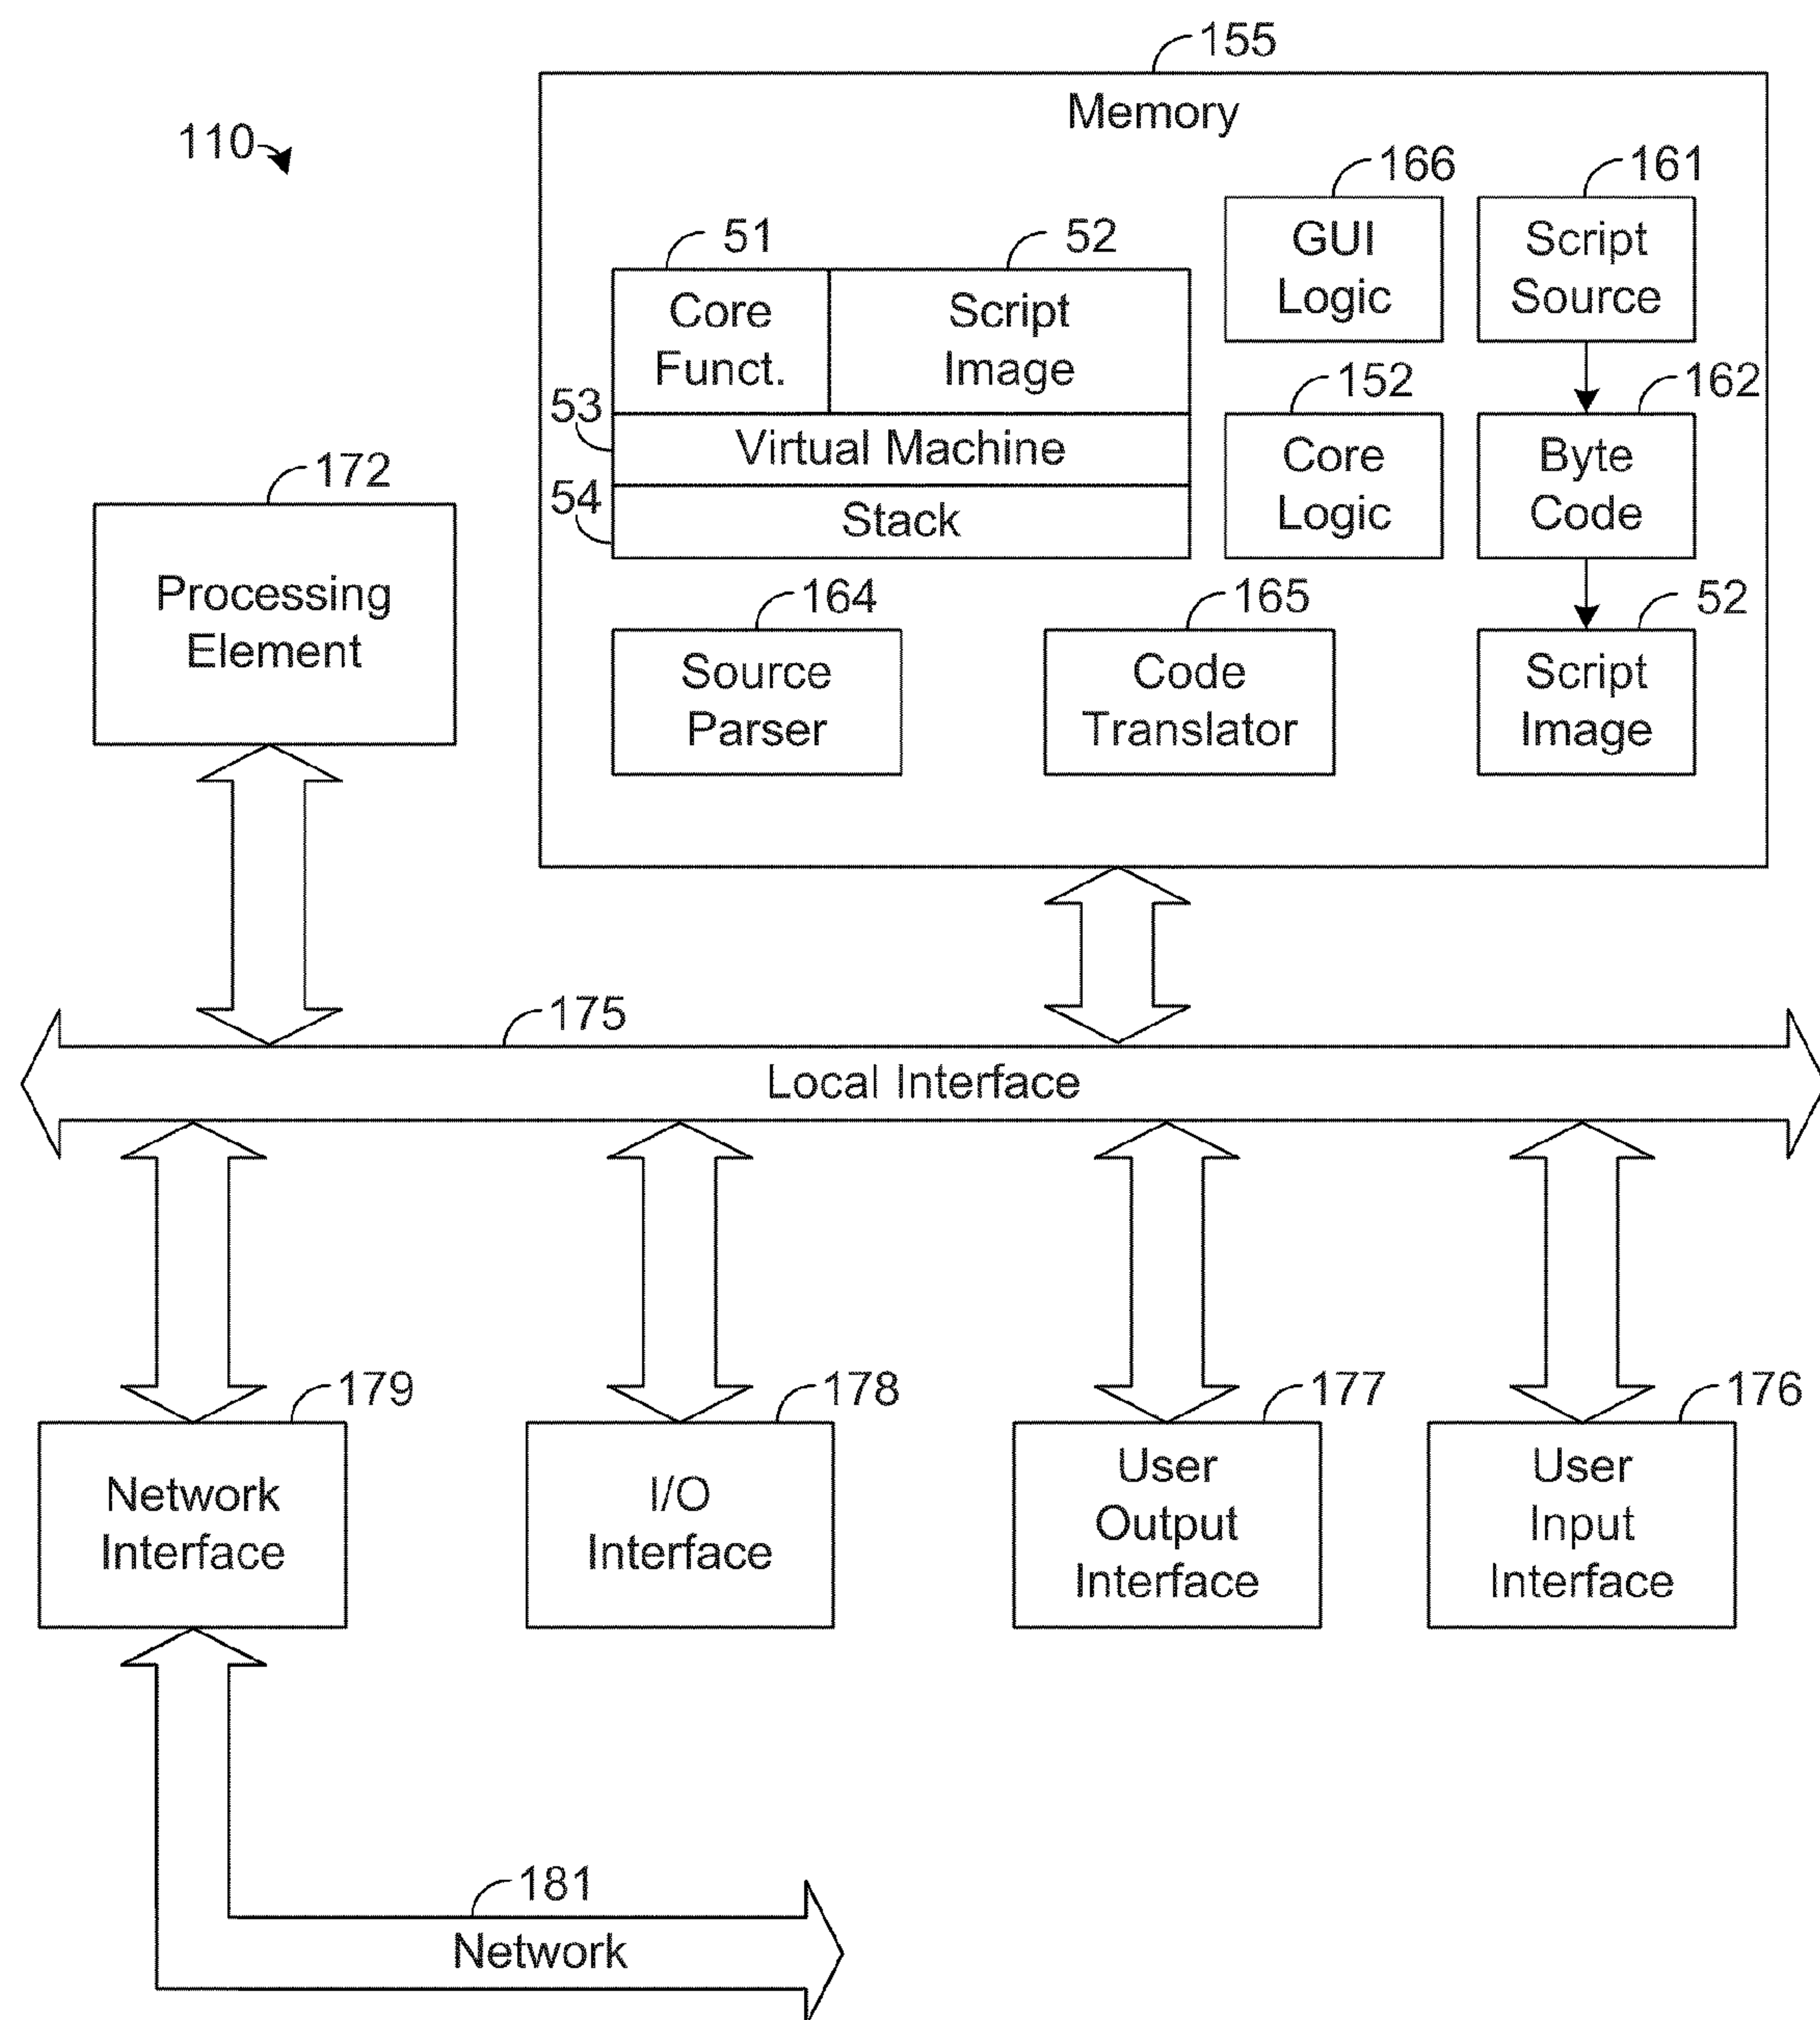 155
Memory
110
166
161
GUI
Logic
Script
Source
51
52
Core
Funct.
Script
Image
152
162
53
Virtual Machine
Core
Logic
Byte
Code
172
54
Stack
Processing
Element
164
165
52
Source
Parser
Code
Translator
Script
Image
175
Local Interface
179
178
177
176
Network
Interface
I/O
Interface
User
Output
Interface
User
Input
Interface
181
Network